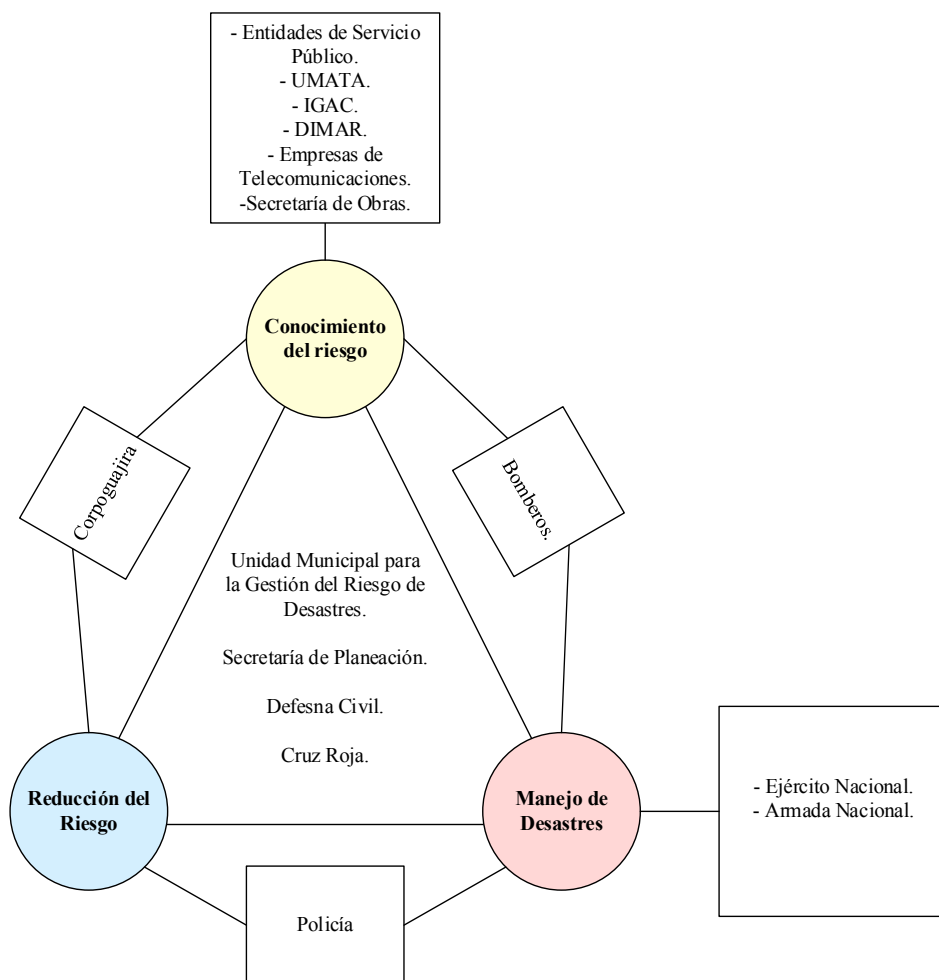 - Entidades de Servicio
Público.
- UMATA.
- IGAC.
- DIMAR.
- Empresas de
Telecomunicaciones.
-Secretaría de Obras.
Conocimiento
del riesgo
Corpoguajira
Bomberos.
Unidad Municipal para
la Gestión del Riesgo de
Desastres.
Secretaría de Planeación.
Defesna Civil.
Cruz Roja.
Reducción del
Riesgo
Manejo de
Desastres
- Ejército Nacional.
- Armada Nacional.
Policía